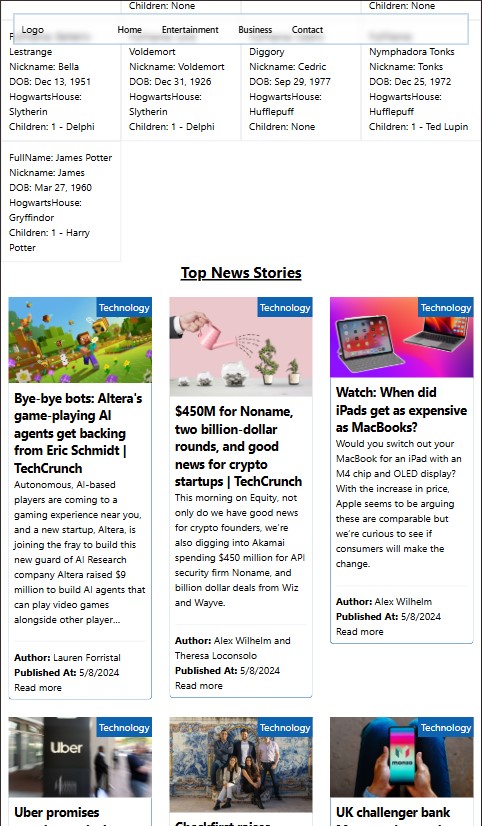 Children: None
Logo
Home
Entertainment
Business
Contact
Lestrange
Nickname: Bella
DOB: Dec 13, 1951
HogwartsHouse:
Slytherin
Children: 1 - Delphi
Voldemort
Nickname: Voldemort
DOB: Dec 31, 1926
HogwartsHouse:
Slytherin
Children: 1 - Delphi
Diggory
Nickname: Cedric
DOB: Sep 29, 1977
HogwartsHouse:
Hufflepuff
Children: None
Nymphadora Tonks
Nickname: Tonks
DOB: Dec 25, 1972
HogwartsHouse:
Hufflepuff
Children: 1 - Ted Lupin
FullName: James Potter
Nickname: James
DOB: Mar 27, 1960
HogwartsHouse:
Gryffindor
Children: 1 - Harry
Potter
Top News Stories
Technology
Bye-bye bots: Altera's
game-playing AI
agents get backing
from Eric Schmidt |
TechCrunch
Autonomous, AI-based
players are coming to a
gaming experience near you,
and a new startup, Altera, is
joining the fray to build this
new guard of AI Research
company Altera raised $9
million to build AI agents that
can play video games
alongside other player…
Author: Lauren Forristal
Published At: 5/8/2024
Read more
Technology
$450M for Noname,
two billion-dollar
rounds, and good
news for crypto
startups | TechCrunch
This morning on Equity, not
only do we have good news
for crypto founders, we're
also digging into Akamai
spending $450 million for API
security firm Noname, and
billion dollar deals from Wiz
and Wayve.
Author: Alex Wilhelm and
Theresa Loconsolo
Published At: 5/8/2024
Read more
Technology
Watch: When did
iPads get as expensive
as MacBooks?
Would you switch out your
MacBook for an iPad with an
M4 chip and OLED display?
With the increase in price,
Apple seems to be arguing
these are comparable but
we're curious to see if
consumers will make the
change.
Author: Alex Wilhelm
Published At: 5/8/2024
Read more
Technology
Uber
Uber promises
Technology
Technology
monzo
UK challenger bank